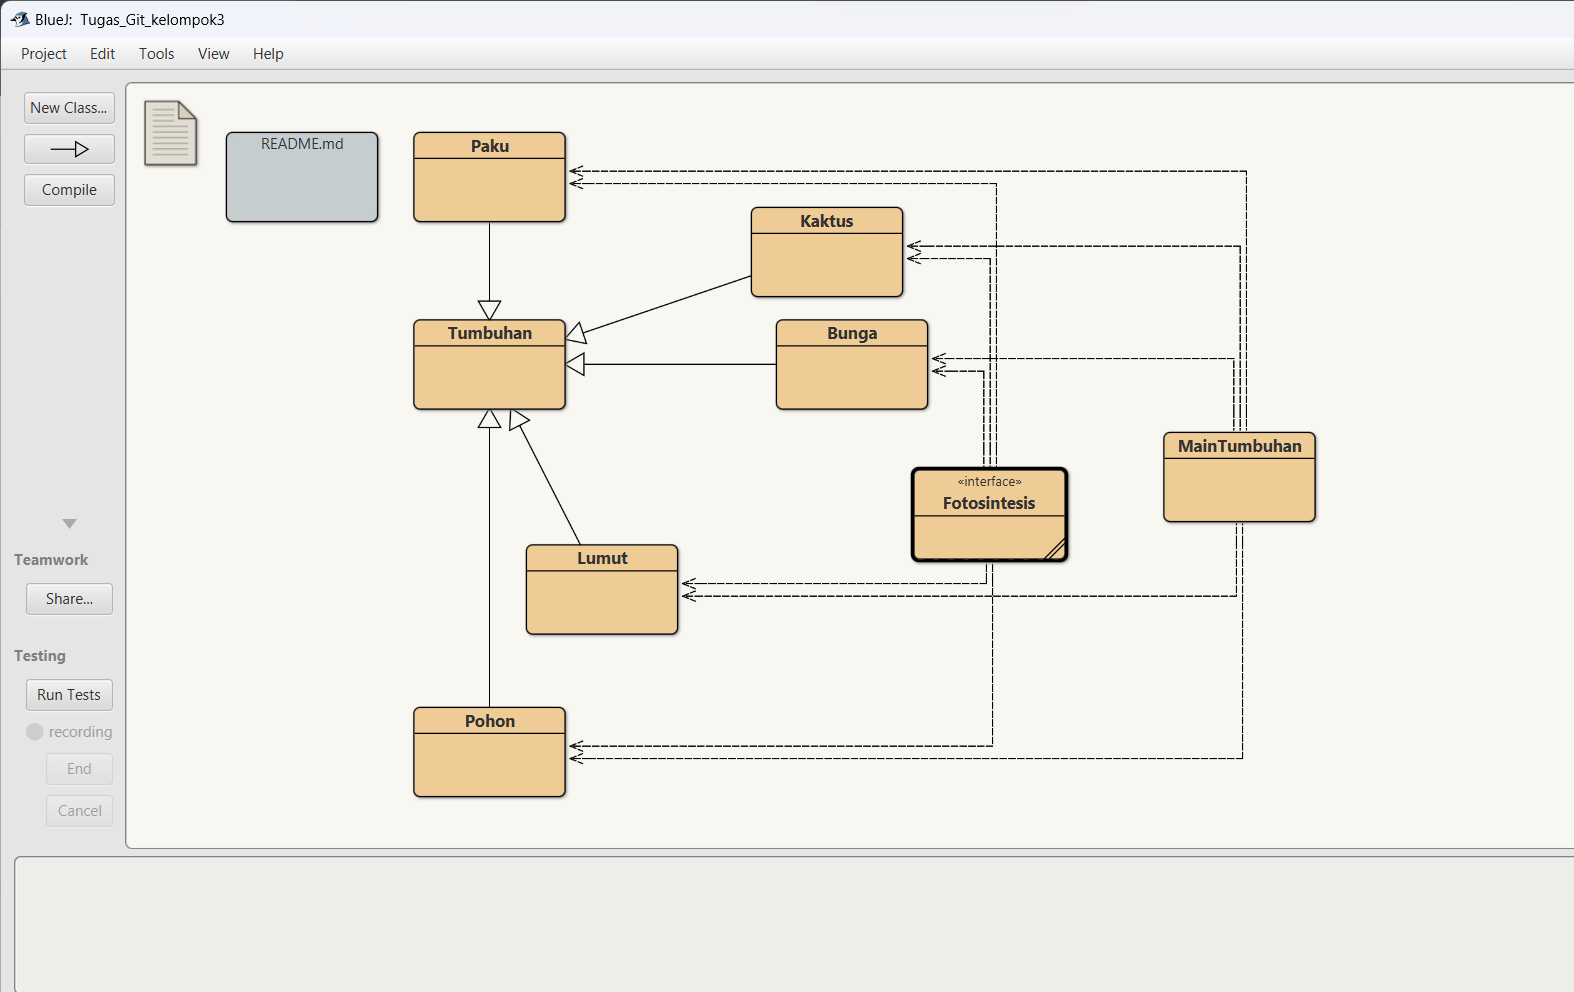 BlueJ: Tugas_Git_kelompok3
Project Edit Tools View Help
New Class...
Compile
Teamwork
Share...
Testing
Run Tests
recording
End
Cancel
README.md
Paku
Kaktus
Tumbuhan
Bunga
MainTumbuhan
«interface»
Fotosintesis
Lumut
Pohon